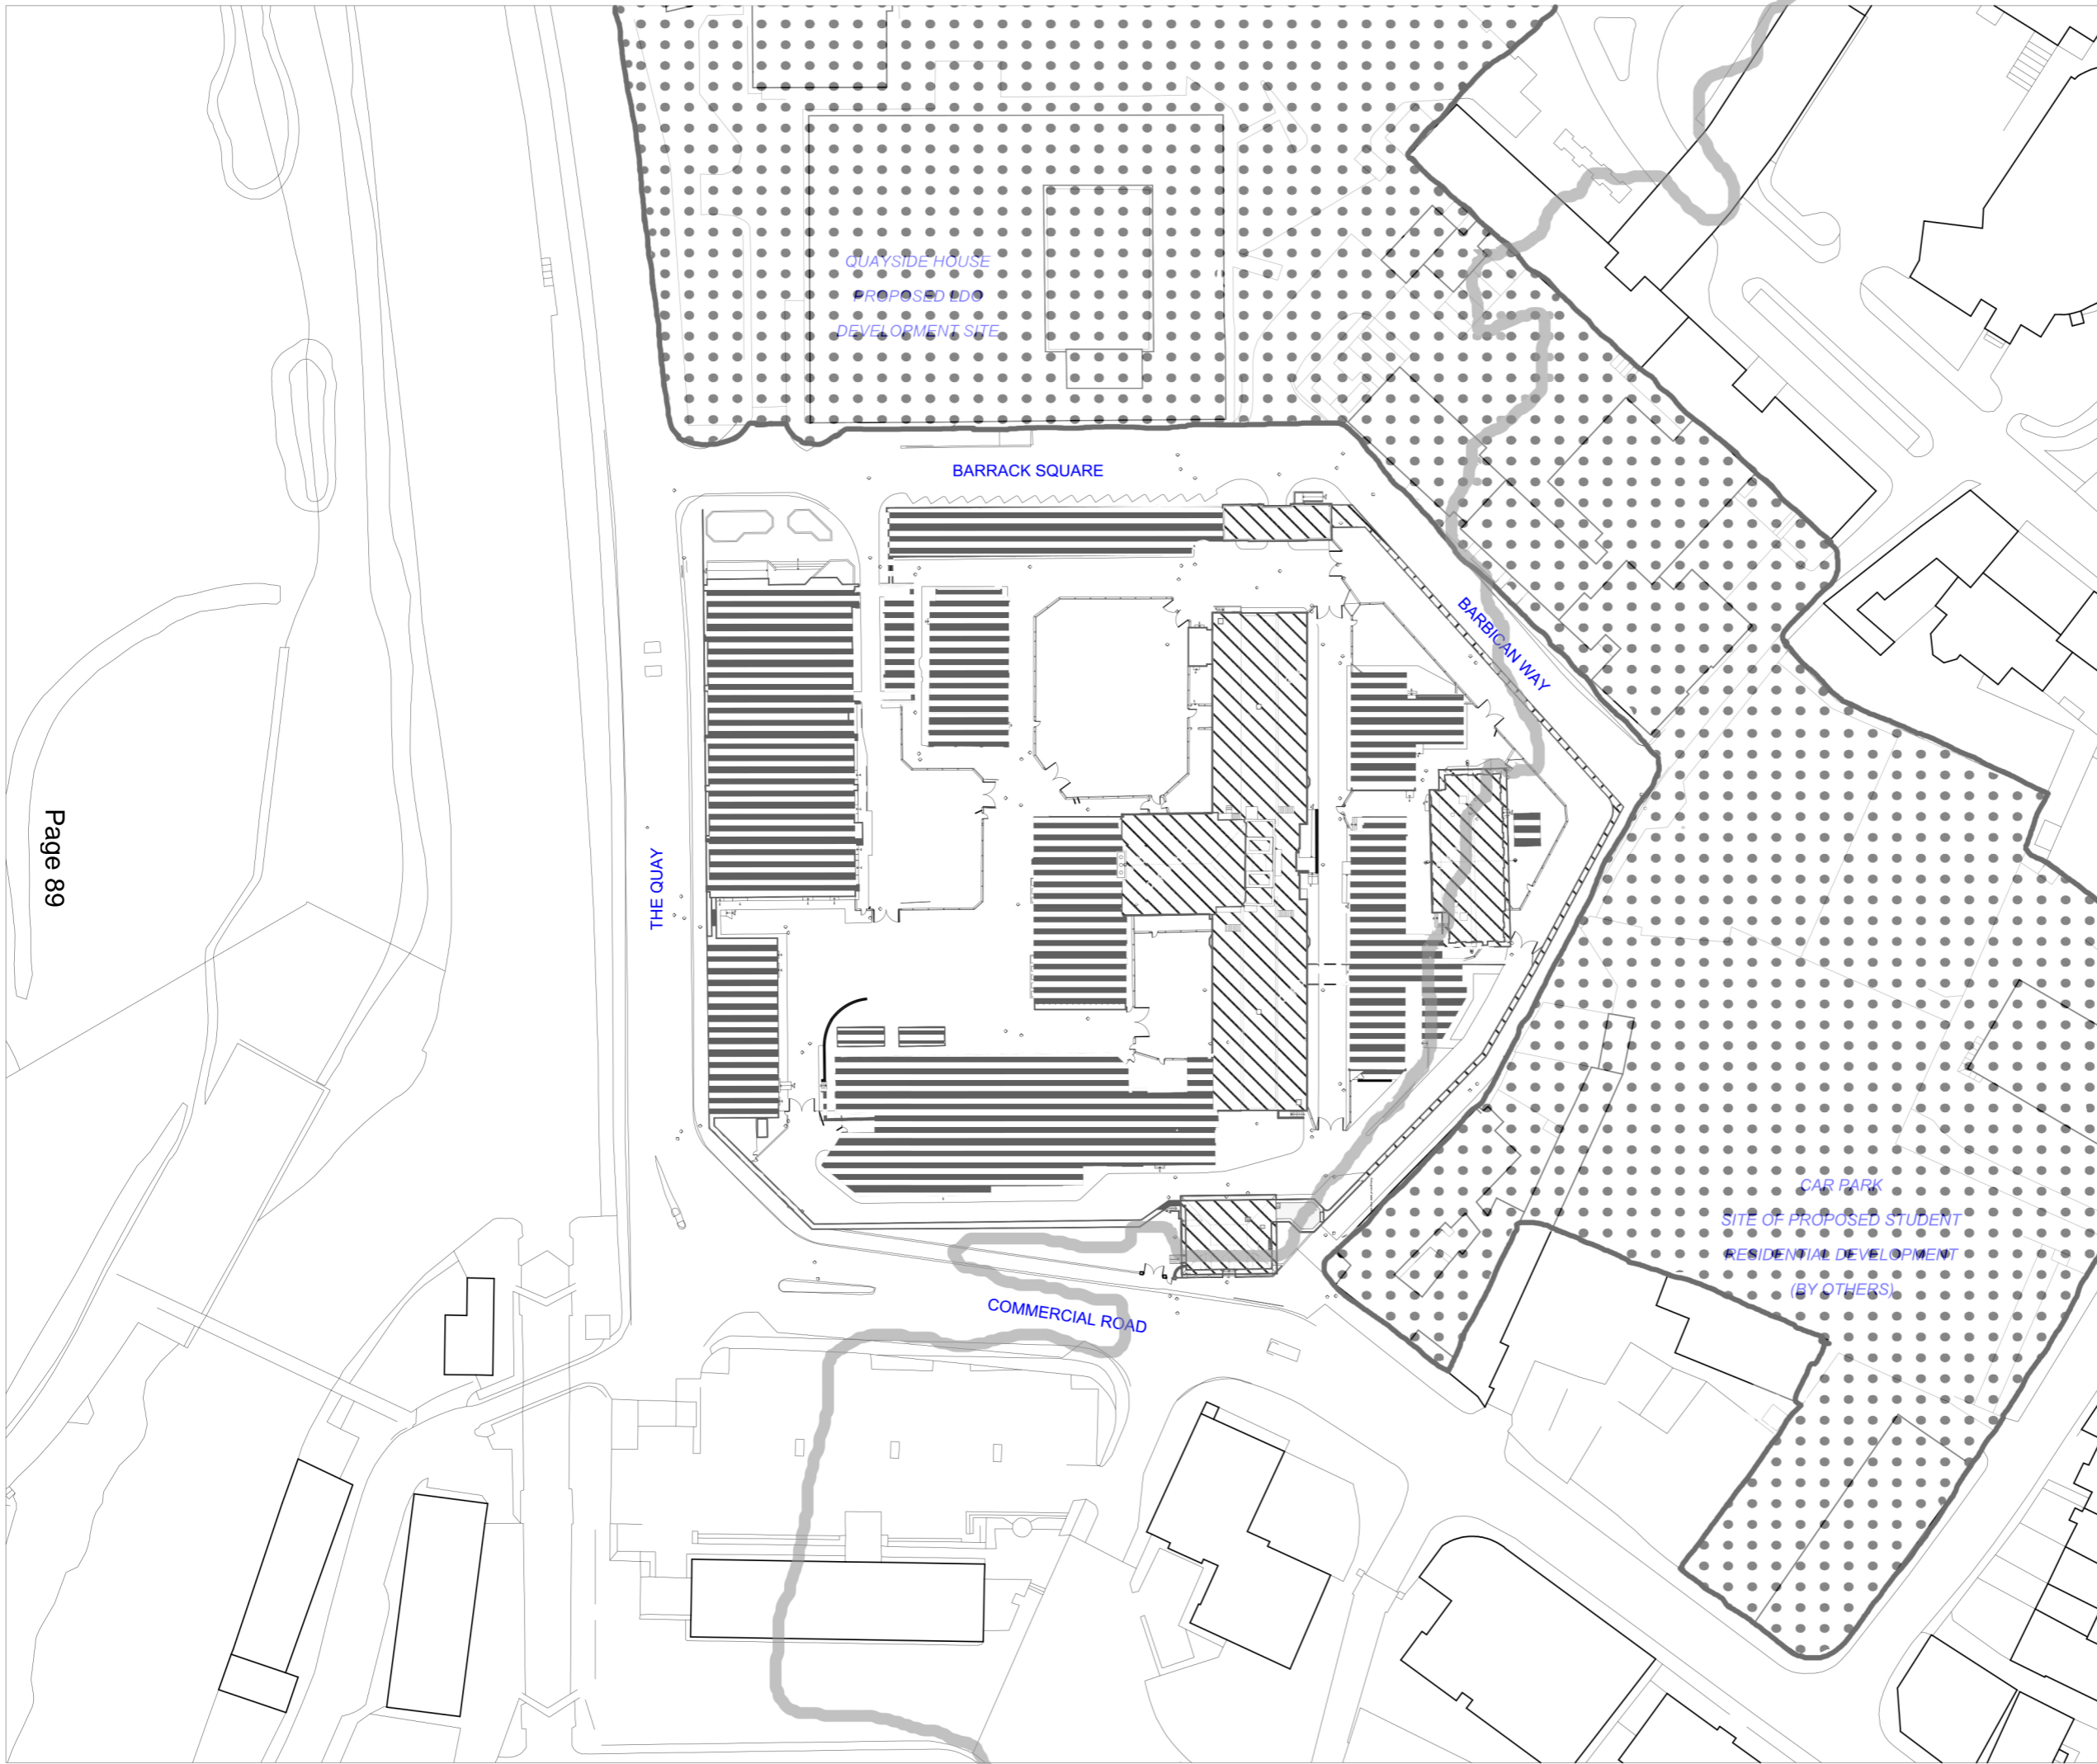 QUAYSIDE HOUSE
PROPOSED LDO
DEVELOPMENT SITE
BARRACK SQUARE
BARBICAN WAY
THE QUAY
Page 89
CAR PARK
SITE OF PROPOSED STUDENT
RESIDENTIAL DEVELOPMENT
(BY OTHERS)
COMMERCIAL ROAD